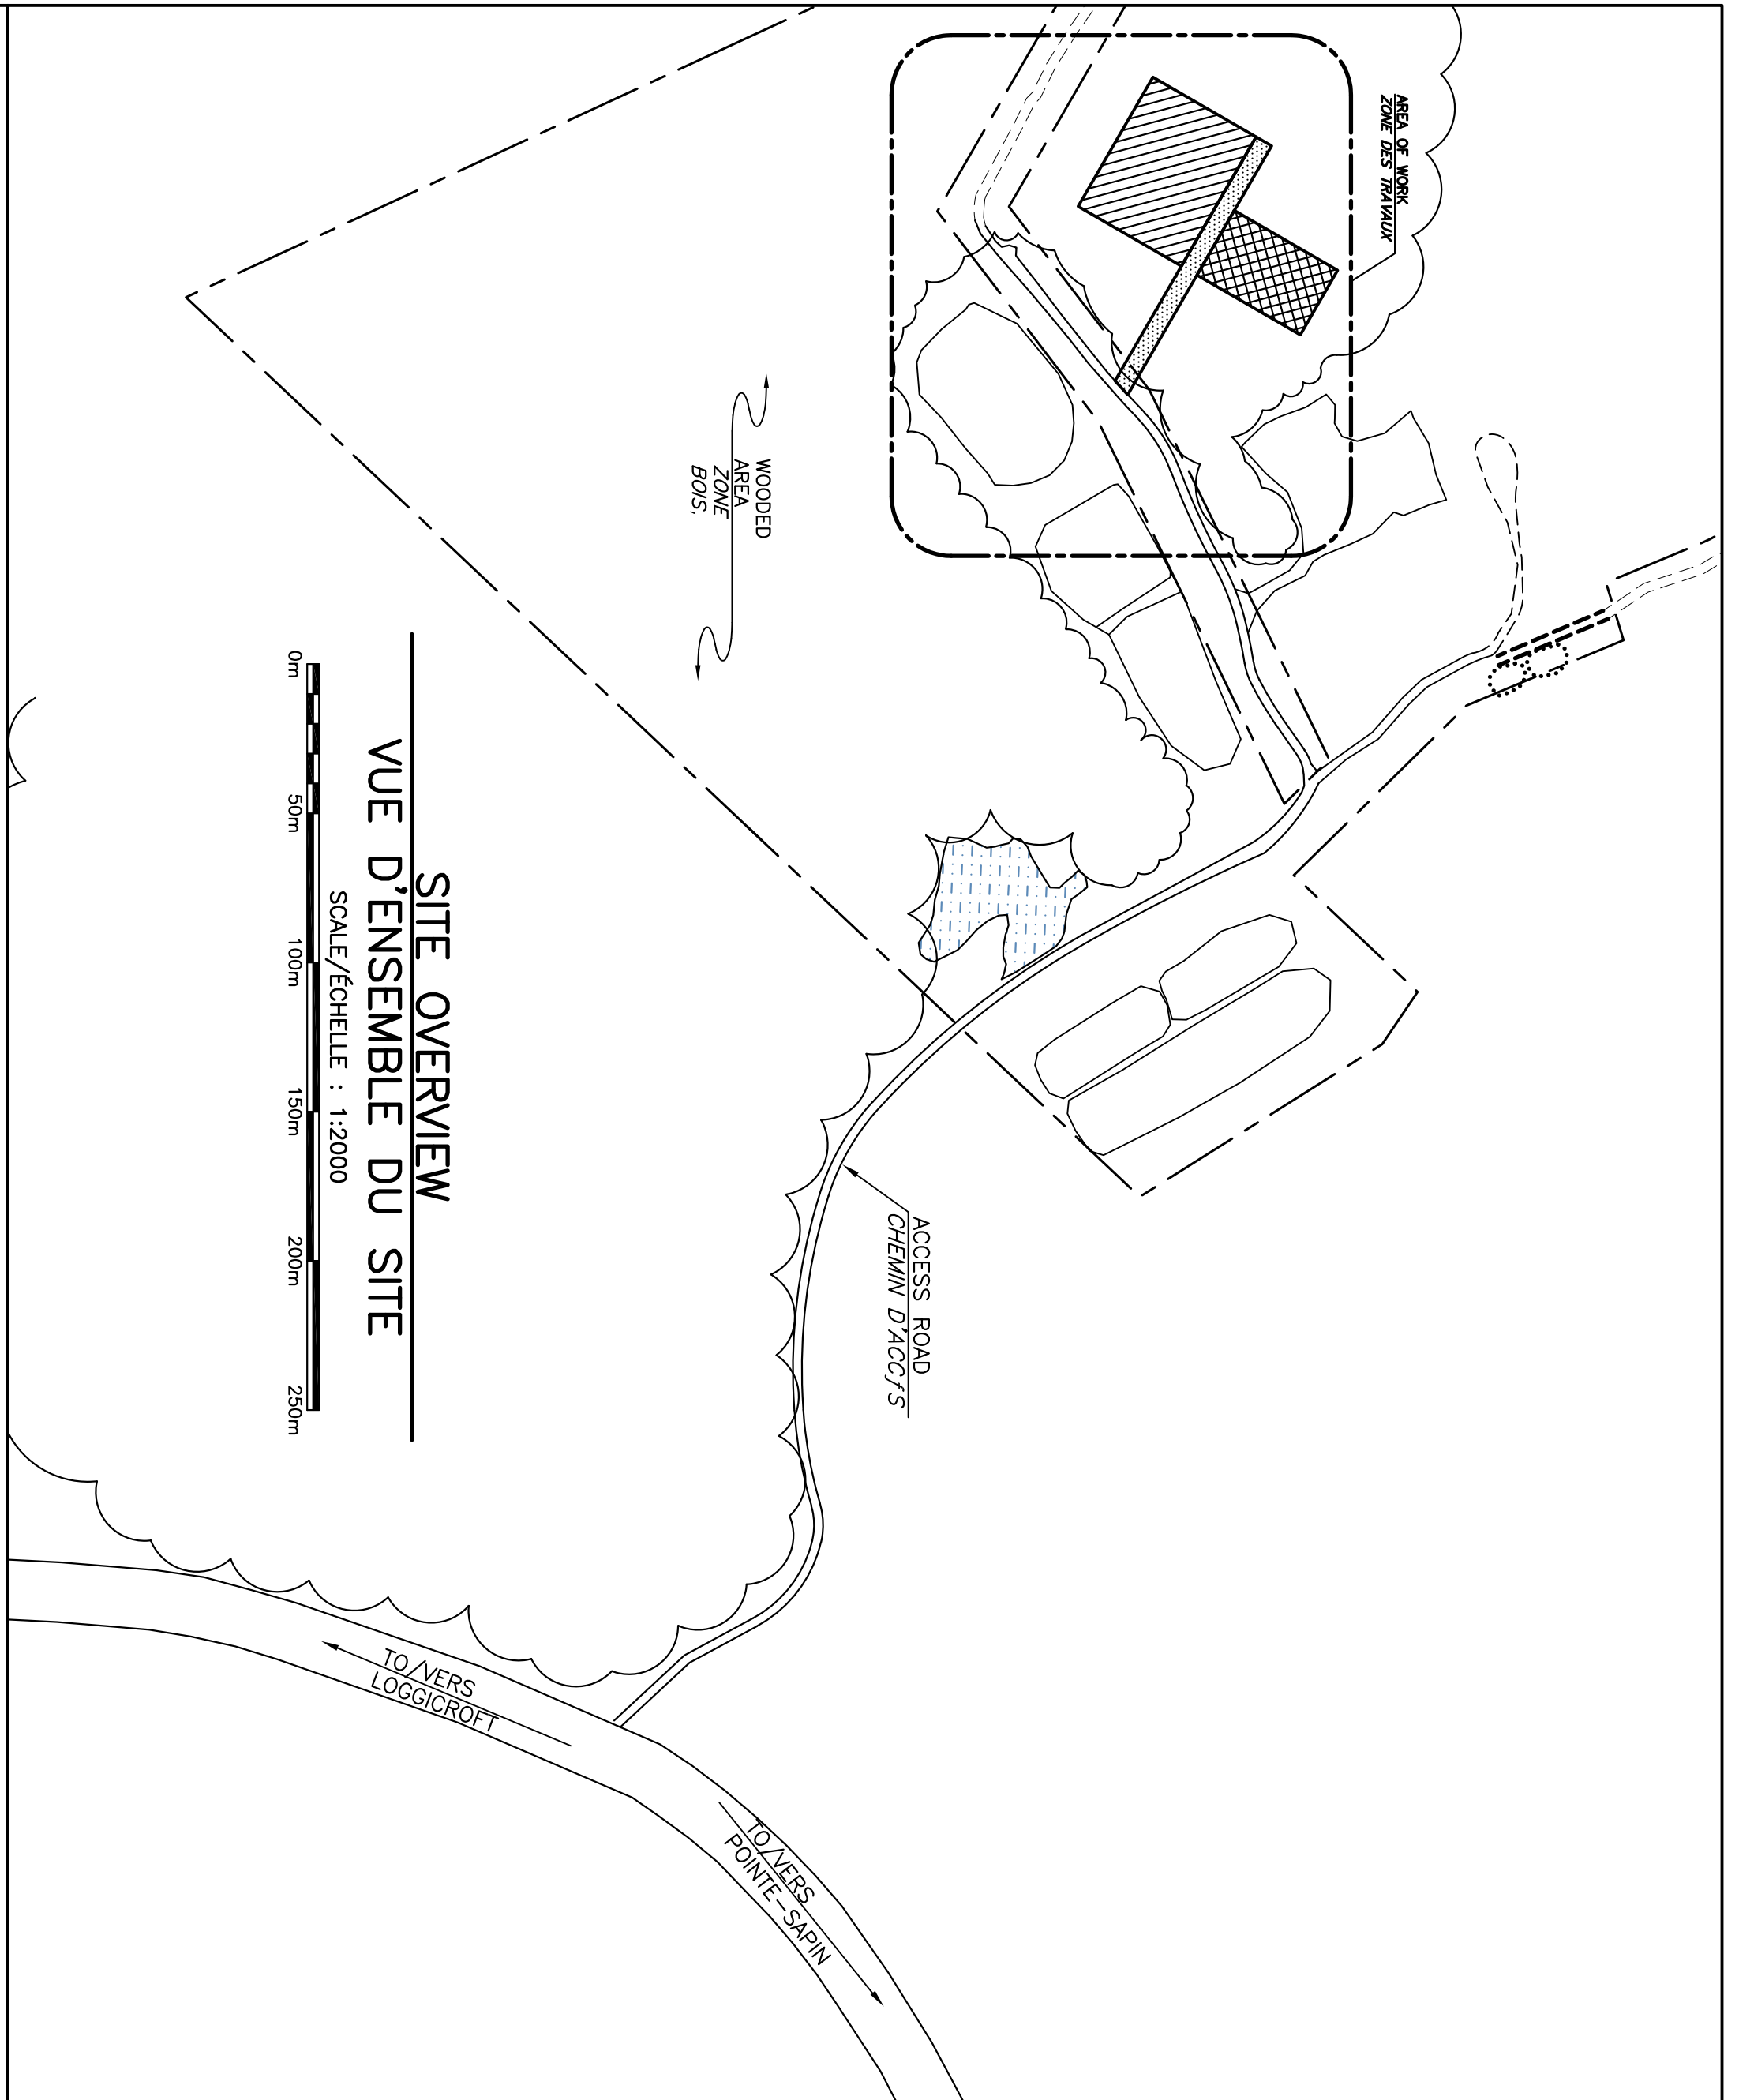 AREA OF WORK
ZONE DES TRAVAUX
WOODED
AREA
ZONE
BOIS,
ACCESS ROAD
CHEMIN D'ACCƒS
SITE OVERVIEW
VUE D'ENSEMBLE DU SITE
SCALE/ÉCHELLE : 1:2000
0m 50m 100m 150m 200m 250m
TO/VERS
LOGGICROFT
TO/VERS
POINTE-SAPIN